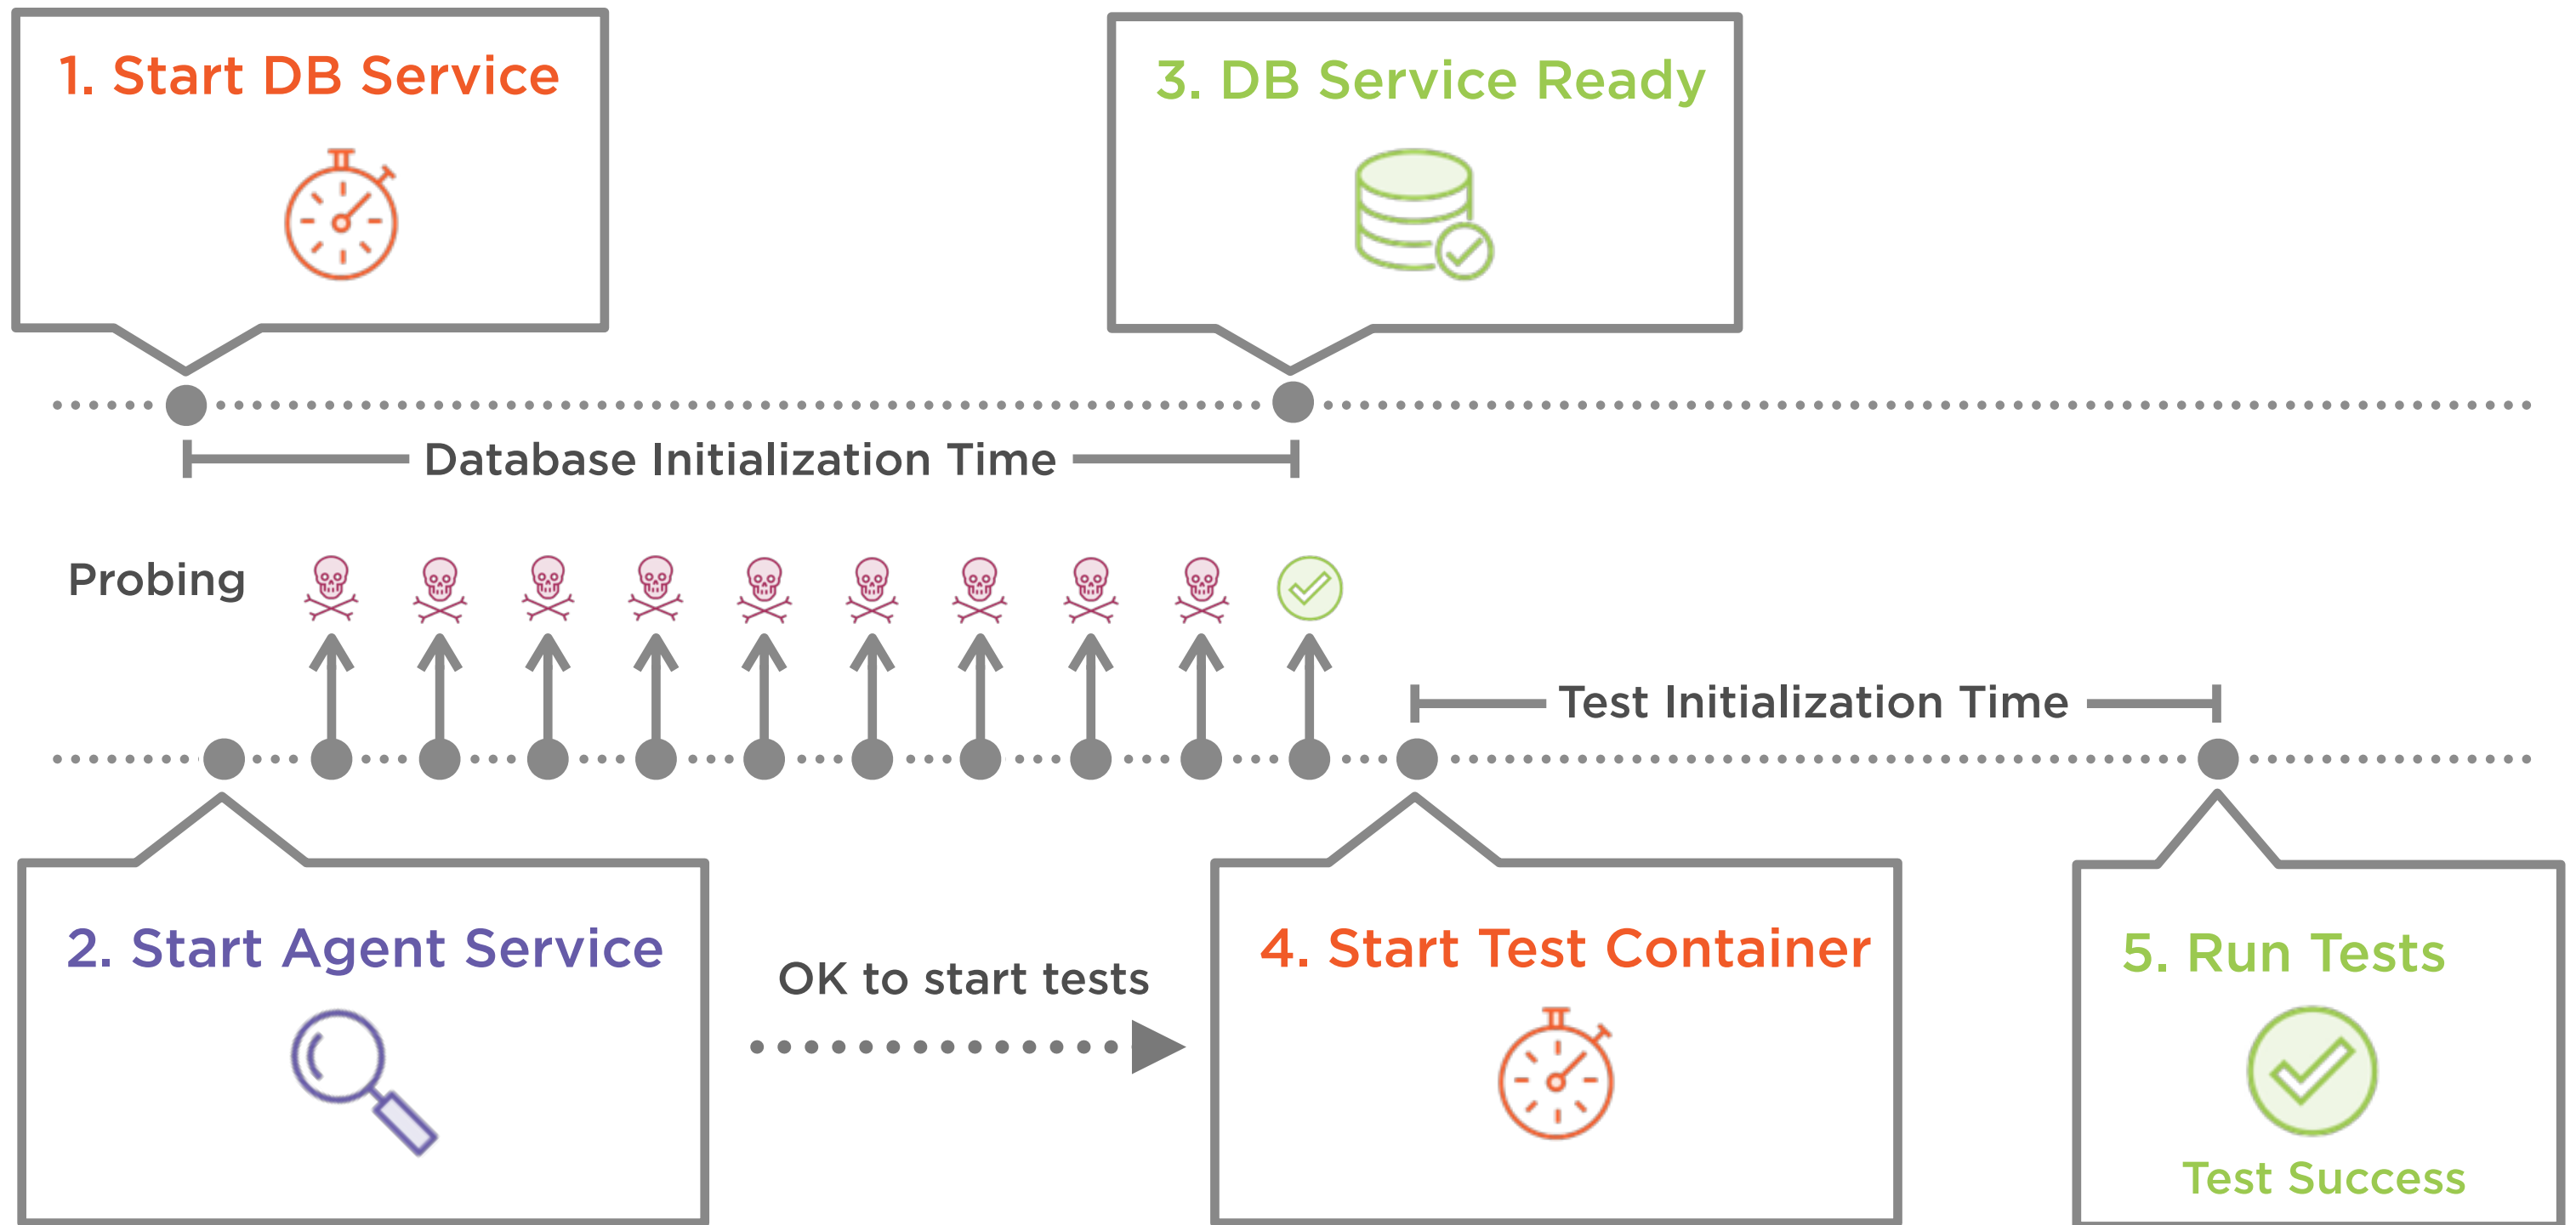 1. Start DB Service
3. DB Service Ready
Database Initialization Time
Probing
Test Initialization Time
2. Start Agent Service
OK to start tests
4. Start Test Container
5. Run Tests
Test Success